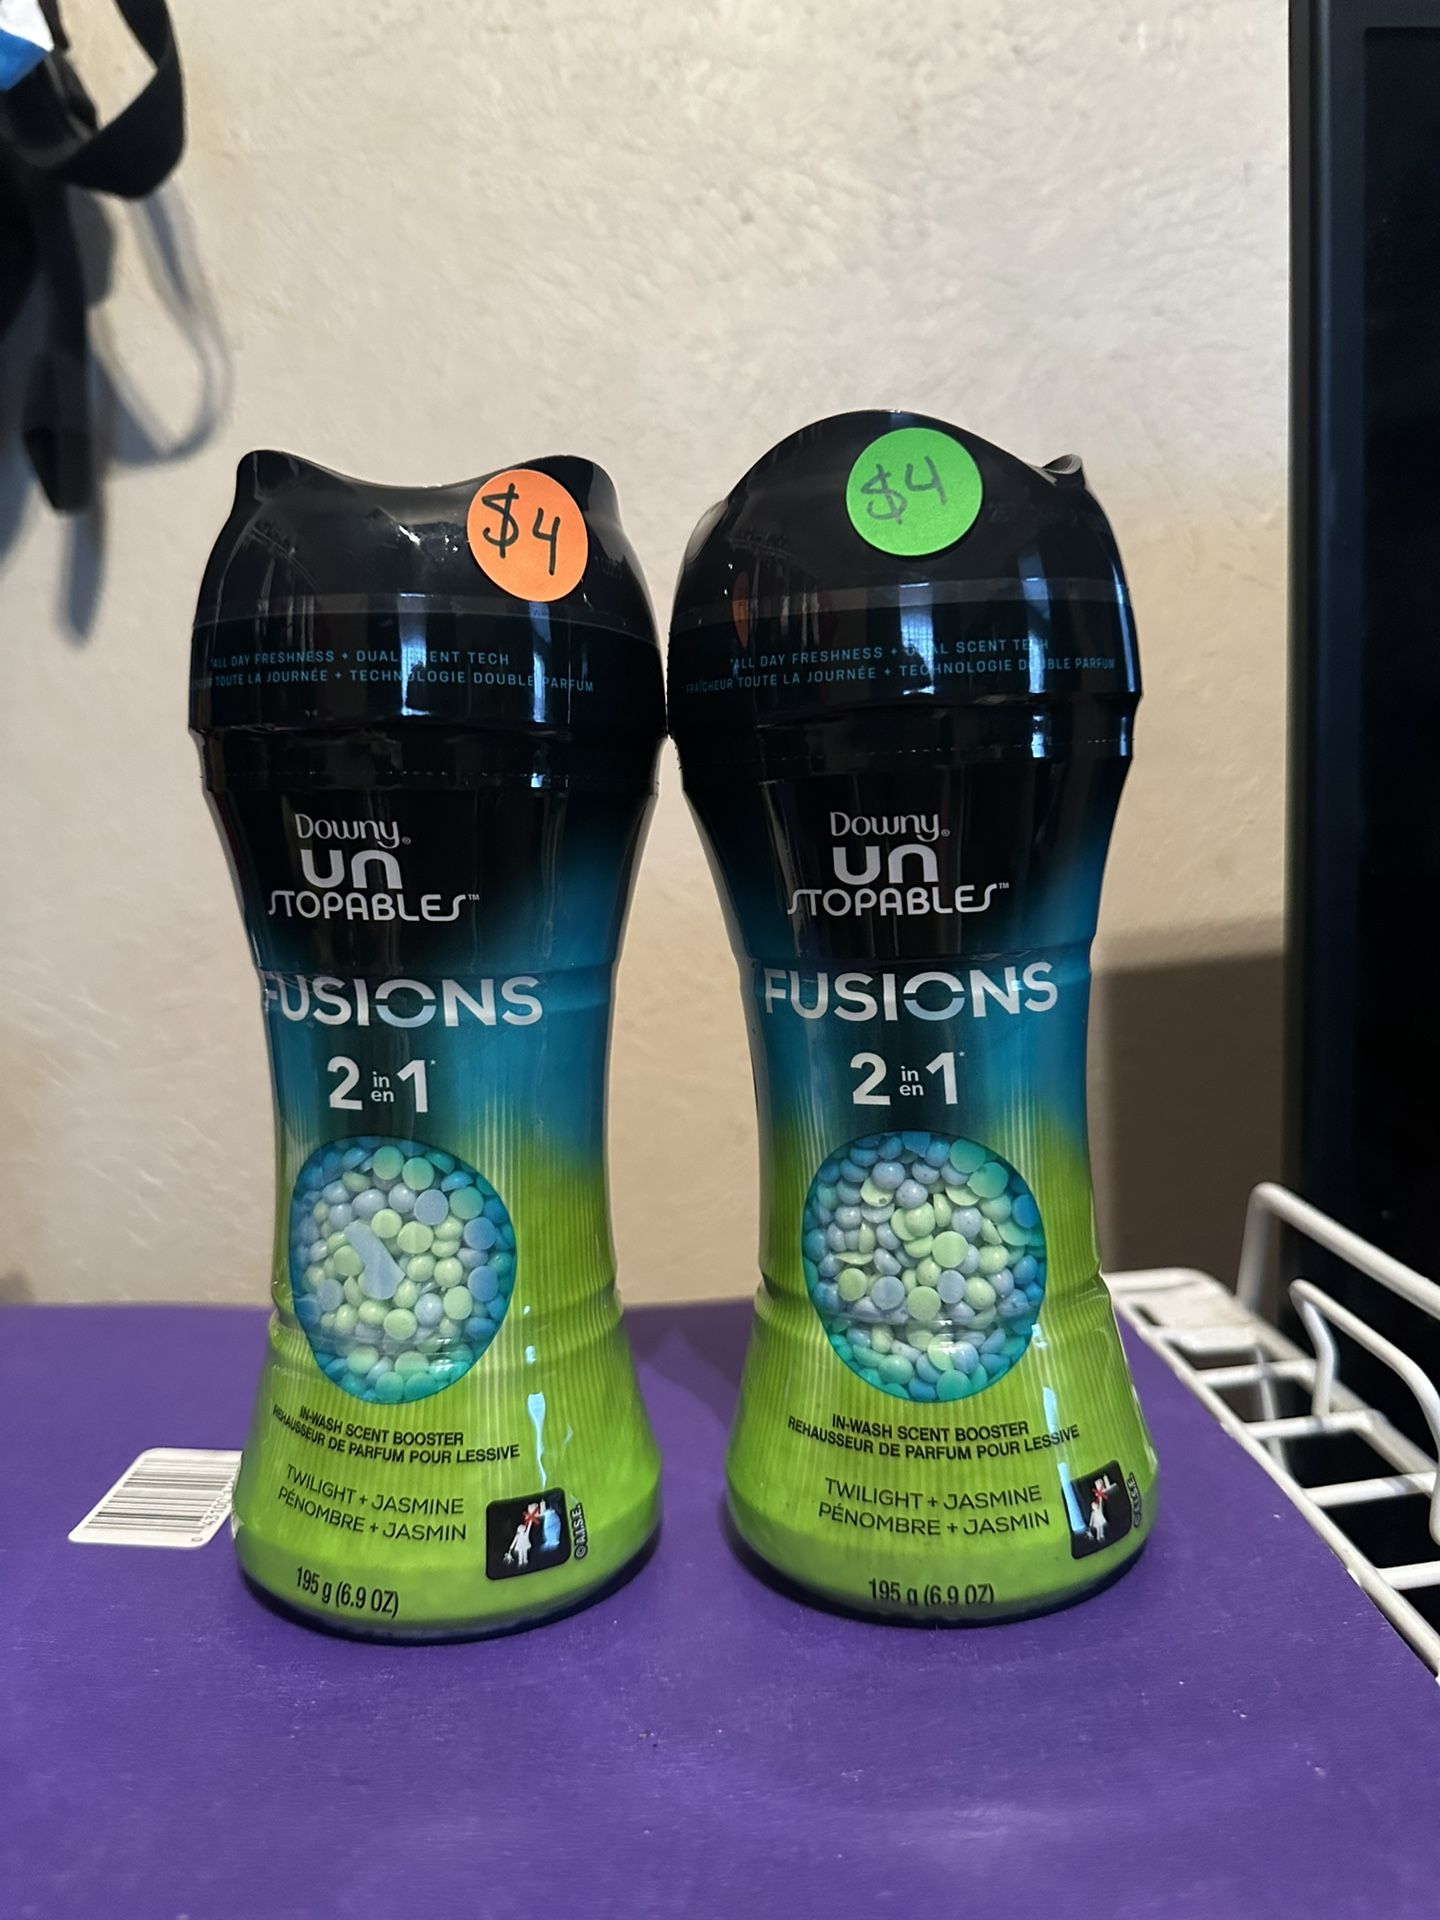 $4
ALL DAY FRESHNESS + DUAL SCENT TECH
TOUTE LA JOURNÉE + TECHNOLOGIE DOUBLE PARFUM
Downy®
UN
STOPABLES™
FUSIONS
2 in en 1*
IN-WASH SCENT BOOSTER
REHAUSSEUR DE PARFUM POUR LESSIVE
TWILIGHT + JASMINE
PÉNOMBRE + JASMIN
© A.I.S.E.
195 g (6.9 OZ)
$4
ALL DAY FRESHNESS + DUAL SCENT TECH
FRAÎCHEUR TOUTE LA JOURNÉE + TECHNOLOGIE DOUBLE PARFUM
Downy®
UN
STOPABLES™
FUSIONS
2 in en 1*
IN-WASH SCENT BOOSTER
REHAUSSEUR DE PARFUM POUR LESSIVE
TWILIGHT + JASMINE
PÉNOMBRE + JASMIN
© A.I.S.E.
195 g (6.9 OZ)